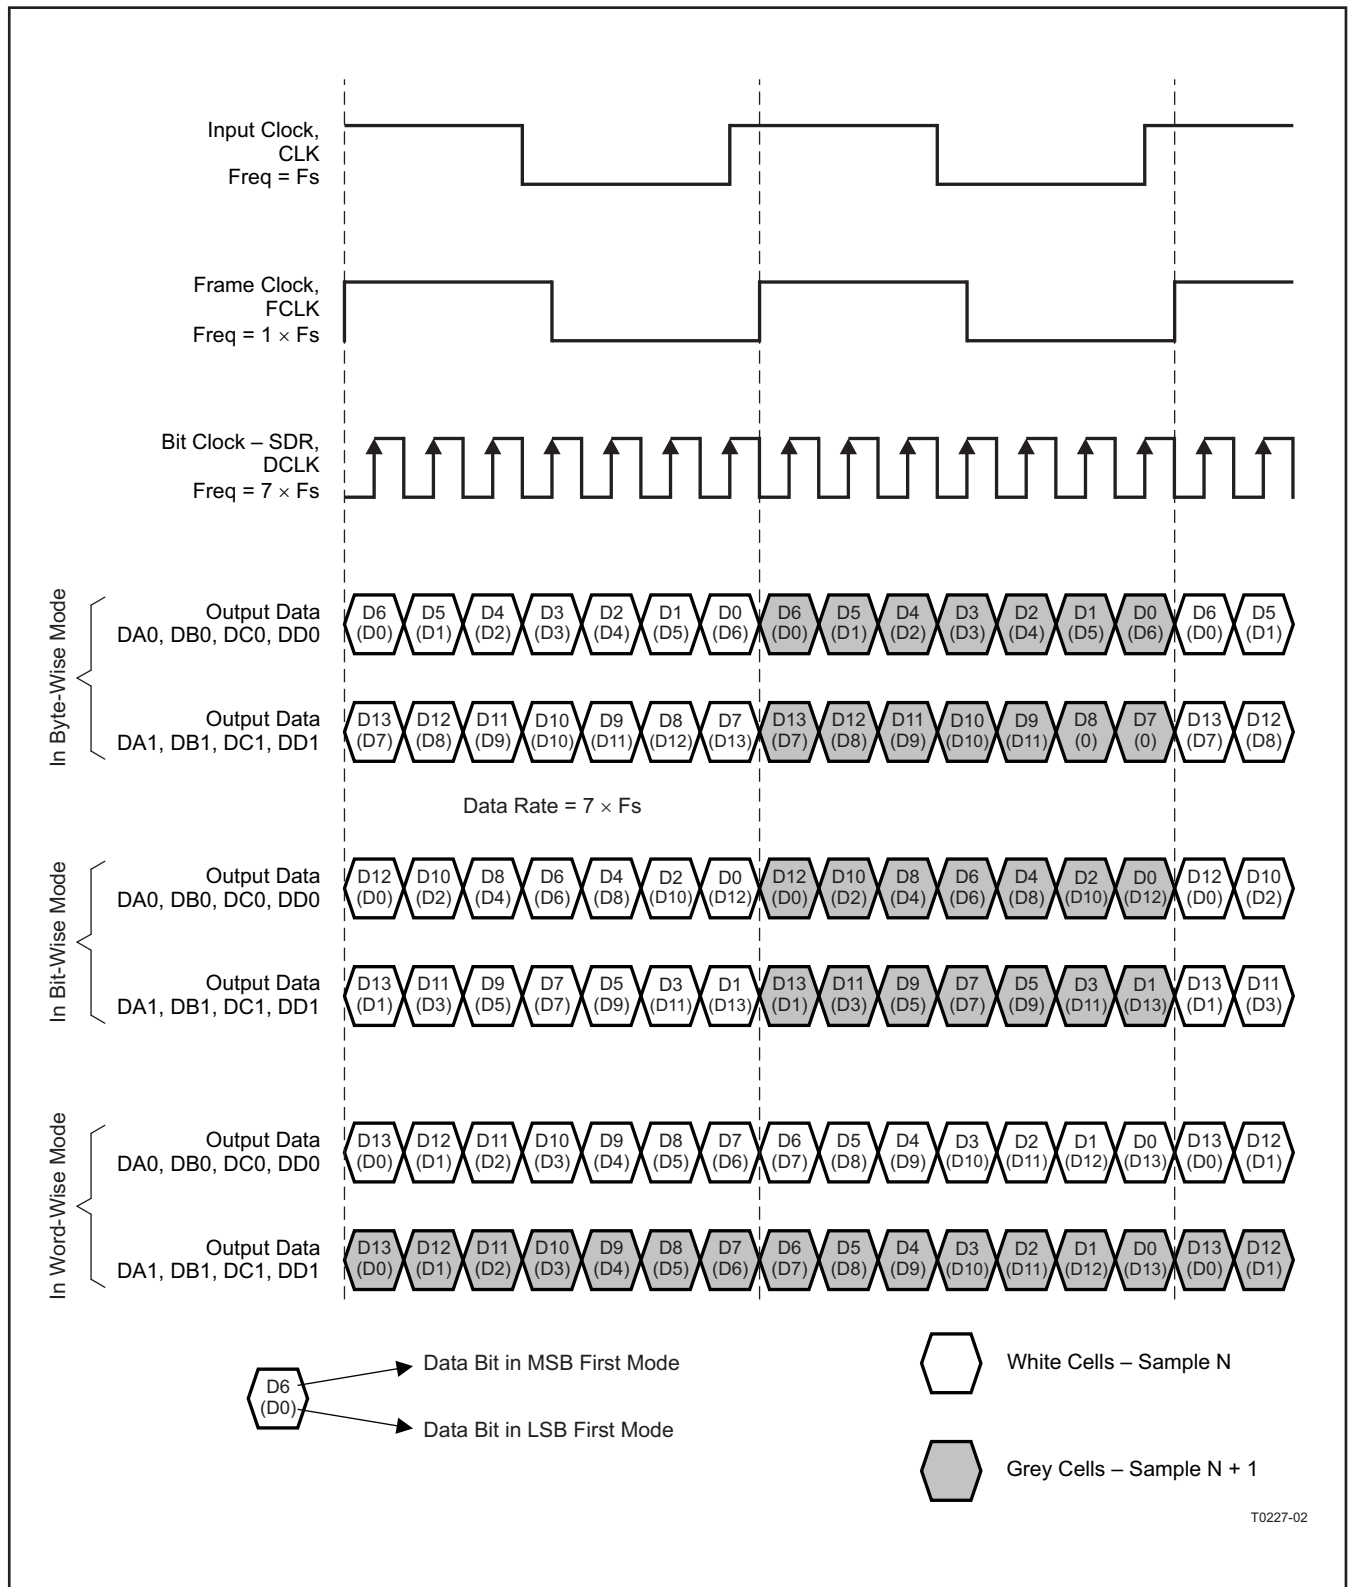 Input Clock,
CLK
Freq = Fs
Frame Clock,
FCLK
Freq = 1 × Fs
Bit Clock – SDR,
DCLK
Freq = 7 × Fs
In Byte-Wise Mode
Output Data
DA0, DB0, DC0, DD0
D6 D5 D4 D3 D2 D1 D0 D6 D5 D4 D3 D2 D1 D0 D6 D5
(D0) (D1) (D2) (D3) (D4) (D5) (D6) (D0) (D1) (D2) (D3) (D4) (D5) (D6) (D0) (D1)
Output Data
DA1, DB1, DC1, DD1
D13 D12 D11 D10 D9 D8 D7 D13 D12 D11 D10 D9 D8 D7 D13 D12
(D7) (D8) (D9) (D10) (D11) (D12) (D13) (D7) (D8) (D9) (D10) (D11) (0) (0) (D7) (D8)
Data Rate = 7 × Fs
In Bit-Wise Mode
Output Data
DA0, DB0, DC0, DD0
D12 D10 D8 D6 D4 D2 D0 D12 D10 D8 D6 D4 D2 D0 D12 D10
(D0) (D2) (D4) (D6) (D8) (D10) (D12) (D0) (D2) (D4) (D6) (D8) (D10) (D12) (D0) (D2)
Output Data
DA1, DB1, DC1, DD1
D13 D11 D9 D7 D5 D3 D1 D13 D11 D9 D7 D5 D3 D1 D13 D11
(D1) (D3) (D5) (D7) (D9) (D11) (D13) (D1) (D3) (D5) (D7) (D9) (D11) (D13) (D1) (D3)
In Word-Wise Mode
Output Data
DA0, DB0, DC0, DD0
D13 D12 D11 D10 D9 D8 D7 D6 D5 D4 D3 D2 D1 D0 D13 D12
(D0) (D1) (D2) (D3) (D4) (D5) (D6) (D7) (D8) (D9) (D10) (D11) (D12) (D13) (D0) (D1)
Output Data
DA1, DB1, DC1, DD1
D13 D12 D11 D10 D9 D8 D7 D6 D5 D4 D3 D2 D1 D0 D13 D12
(D0) (D1) (D2) (D3) (D4) (D5) (D6) (D7) (D8) (D9) (D10) (D11) (D12) (D13) (D0) (D1)
D6
(D0)
Data Bit in MSB First Mode
Data Bit in LSB First Mode
White Cells – Sample N
Grey Cells – Sample N + 1
T0227-02